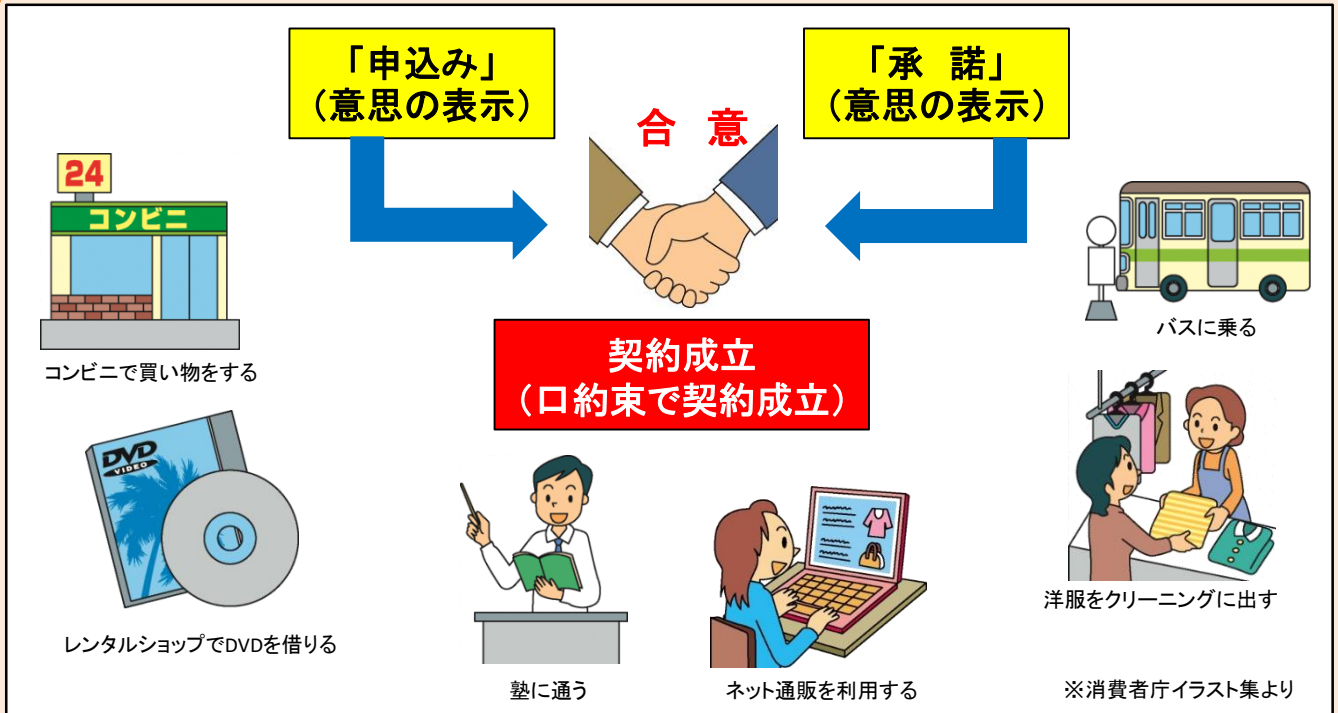 「申込み」
（意思の表示）
「承　諾」
（意思の表示）
合　意
24
コンビニ
コンビニで買い物をする
バスに乗る
契約成立
（口約束で契約成立）
DVD
VIDEO
レンタルショップでDVDを借りる
塾に通う
ネット通販を利用する
洋服をクリーニングに出す
※消費者庁イラスト集より